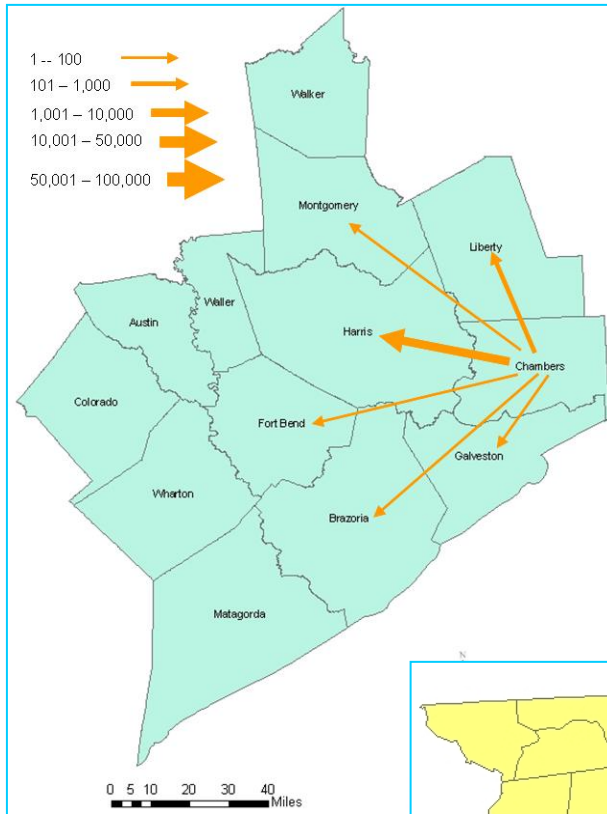 1 -- 100
101 – 1,000
1,001 – 10,000
10,001 – 50,000
50,001 – 100,000
Walker
Montgomery
Liberty
Waller
Austin
Harris
Chambers
Colorado
Fort Bend
Galveston
Wharton
Brazoria
Matagorda
N
0 5 10 20 30 40
Miles